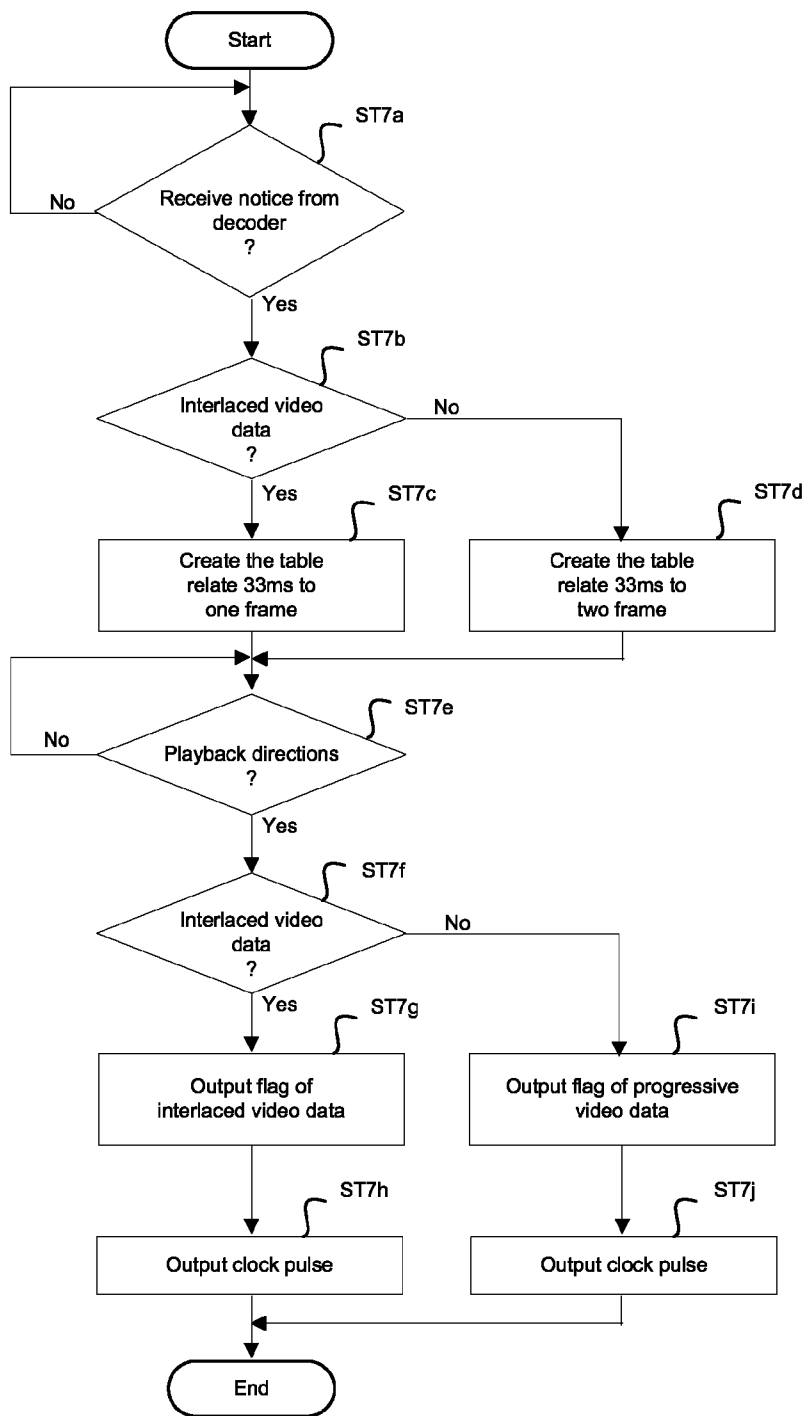 Start
ST7a
Receive notice from
decoder
?
No
Yes
ST7b
Interlaced video
data
?
No
Yes
ST7c
ST7d
Create the table
relate 33ms to
one frame
Create the table
relate 33ms to
two frame
ST7e
Playback directions
?
No
Yes
ST7f
Interlaced video
data
?
No
Yes
ST7g
ST7i
Output flag of
interlaced video data
Output flag of progressive
video data
ST7h
ST7j
Output clock pulse
Output clock pulse
End